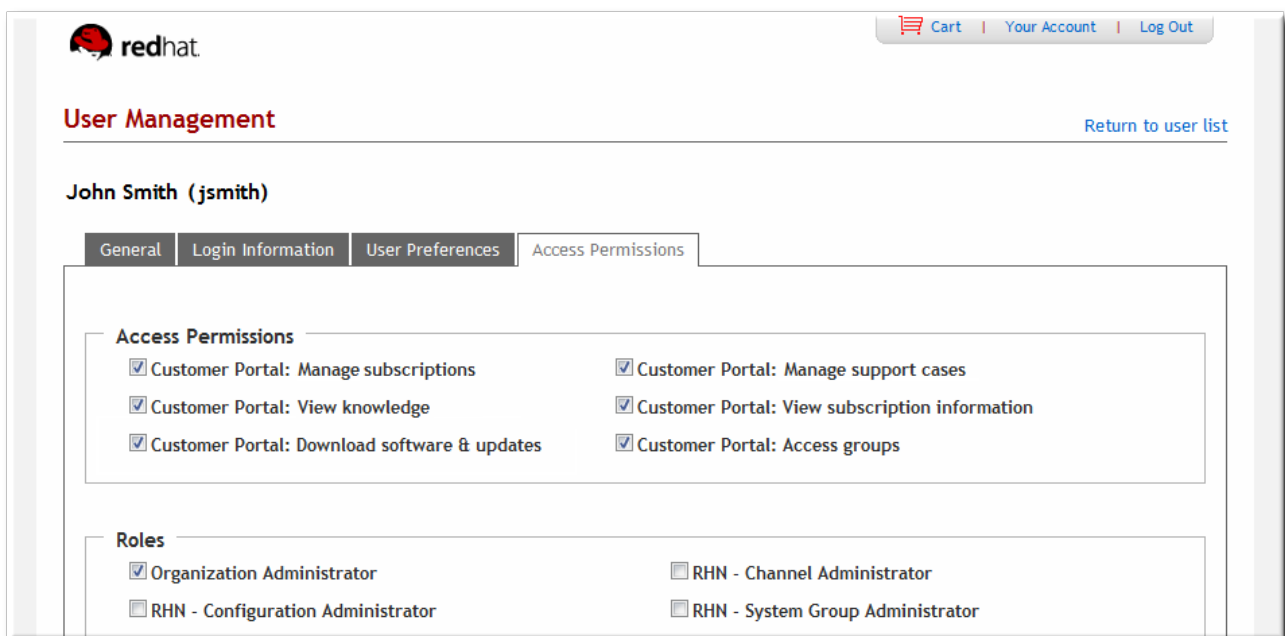 redhat.
Cart | Your Account | Log Out
User Management
Return to user list
John Smith (jsmith)
General Login Information User Preferences Access Permissions
Access Permissions
Customer Portal: Manage subscriptions Customer Portal: Manage support cases
Customer Portal: View knowledge Customer Portal: View subscription information
Customer Portal: Download software & updates Customer Portal: Access groups
Roles
Organization Administrator RHN - Channel Administrator
RHN - Configuration Administrator RHN - System Group Administrator